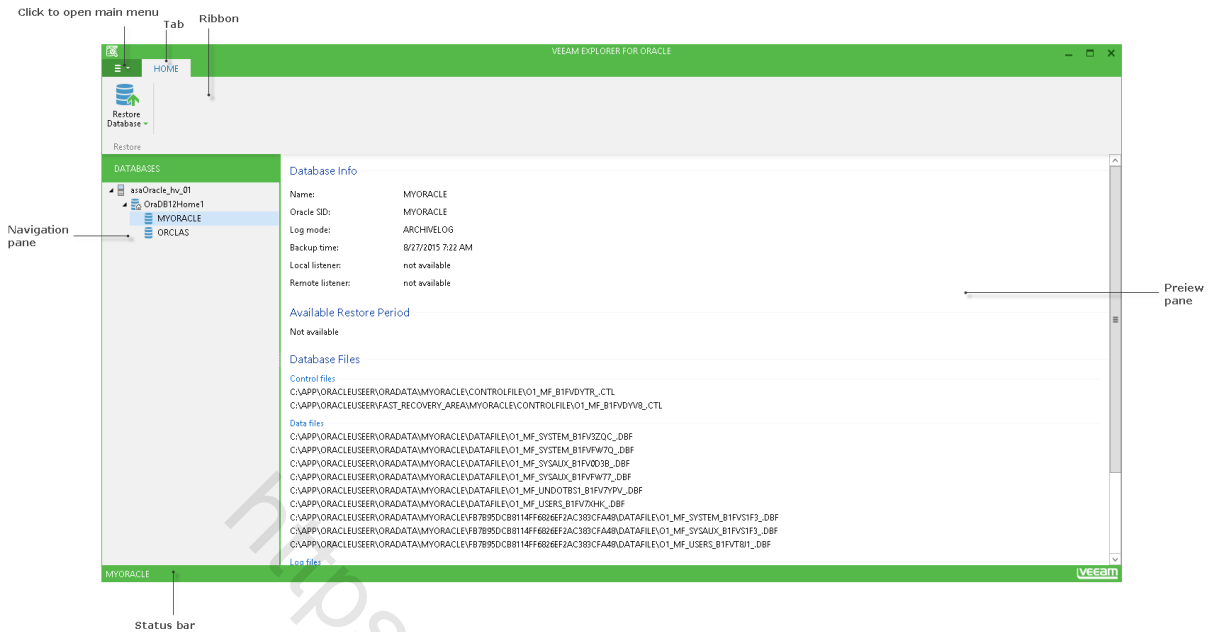 Click to open main menu
Tab
Ribbon
VEEAM EXPLORER FOR ORACLE
HOME
Restore
Database
Restore
DATABASES
asaOracle_hv_01
OraDB12Home1
MYORACLE
ORCLAS
Navigation
pane
Database Info
Name: MYORACLE
Oracle SID: MYORACLE
Log mode: ARCHIVELOG
Backup time: 8/27/2015 7:22 AM
Local listener: not available
Remote listener: not available
Preiew
pane
Available Restore Period
Not available
Database Files
Control files
C:\APP\ORACLEUSEER\ORADATA\MYORACLE\CONTROLFILE\O1_MF_B1FVDYTR_.CTL
C:\APP\ORACLEUSEER\FAST_RECOVERY_AREA\MYORACLE\CONTROLFILE\O1_MF_B1FVDYV8_.CTL
Data files
C:\APP\ORACLEUSEER\ORADATA\MYORACLE\DATAFILE\O1_MF_SYSTEM_B1FV3ZQC_.DBF
C:\APP\ORACLEUSEER\ORADATA\MYORACLE\DATAFILE\O1_MF_SYSTEM_B1FVFW7Q_.DBF
C:\APP\ORACLEUSEER\ORADATA\MYORACLE\DATAFILE\O1_MF_SYSAUX_B1FV0D3B_.DBF
C:\APP\ORACLEUSEER\ORADATA\MYORACLE\DATAFILE\O1_MF_SYSAUX_B1FVFW77_.DBF
C:\APP\ORACLEUSEER\ORADATA\MYORACLE\DATAFILE\O1_MF_UNDOTBS1_B1FV7YPV_.DBF
C:\APP\ORACLEUSEER\ORADATA\MYORACLE\DATAFILE\O1_MF_USERS_B1FV7XHK_.DBF
C:\APP\ORACLEUSEER\ORADATA\MYORACLE\FB7B95DCB8114FF6826EF2AC383CFA48\DATAFILE\O1_MF_SYSTEM_B1FVS1F3_.DBF
C:\APP\ORACLEUSEER\ORADATA\MYORACLE\FB7B95DCB8114FF6826EF2AC383CFA48\DATAFILE\O1_MF_SYSAUX_B1FVS1F3_.DBF
C:\APP\ORACLEUSEER\ORADATA\MYORACLE\FB7B95DCB8114FF6826EF2AC383CFA48\DATAFILE\O1_MF_USERS_B1FVT8J1_.DBF
Log files
MYORACLE
veeam
Status bar
https